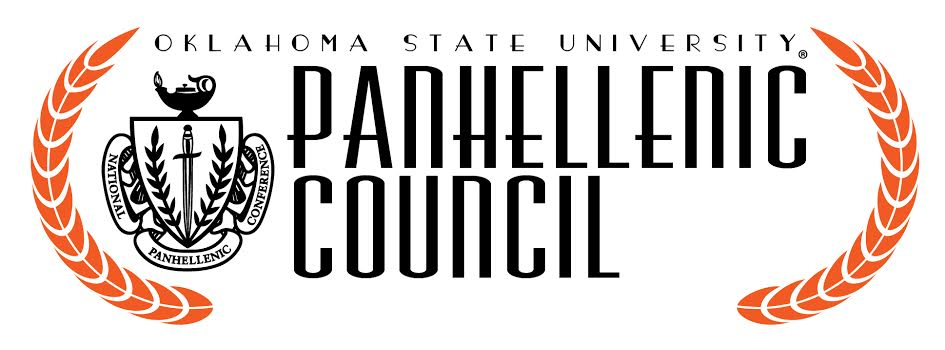 OKLAHOMA STATE UNIVERSITY
PANHELLENIC®
COUNCIL
NATIONAL
PANHELLENIC
CONFERENCE